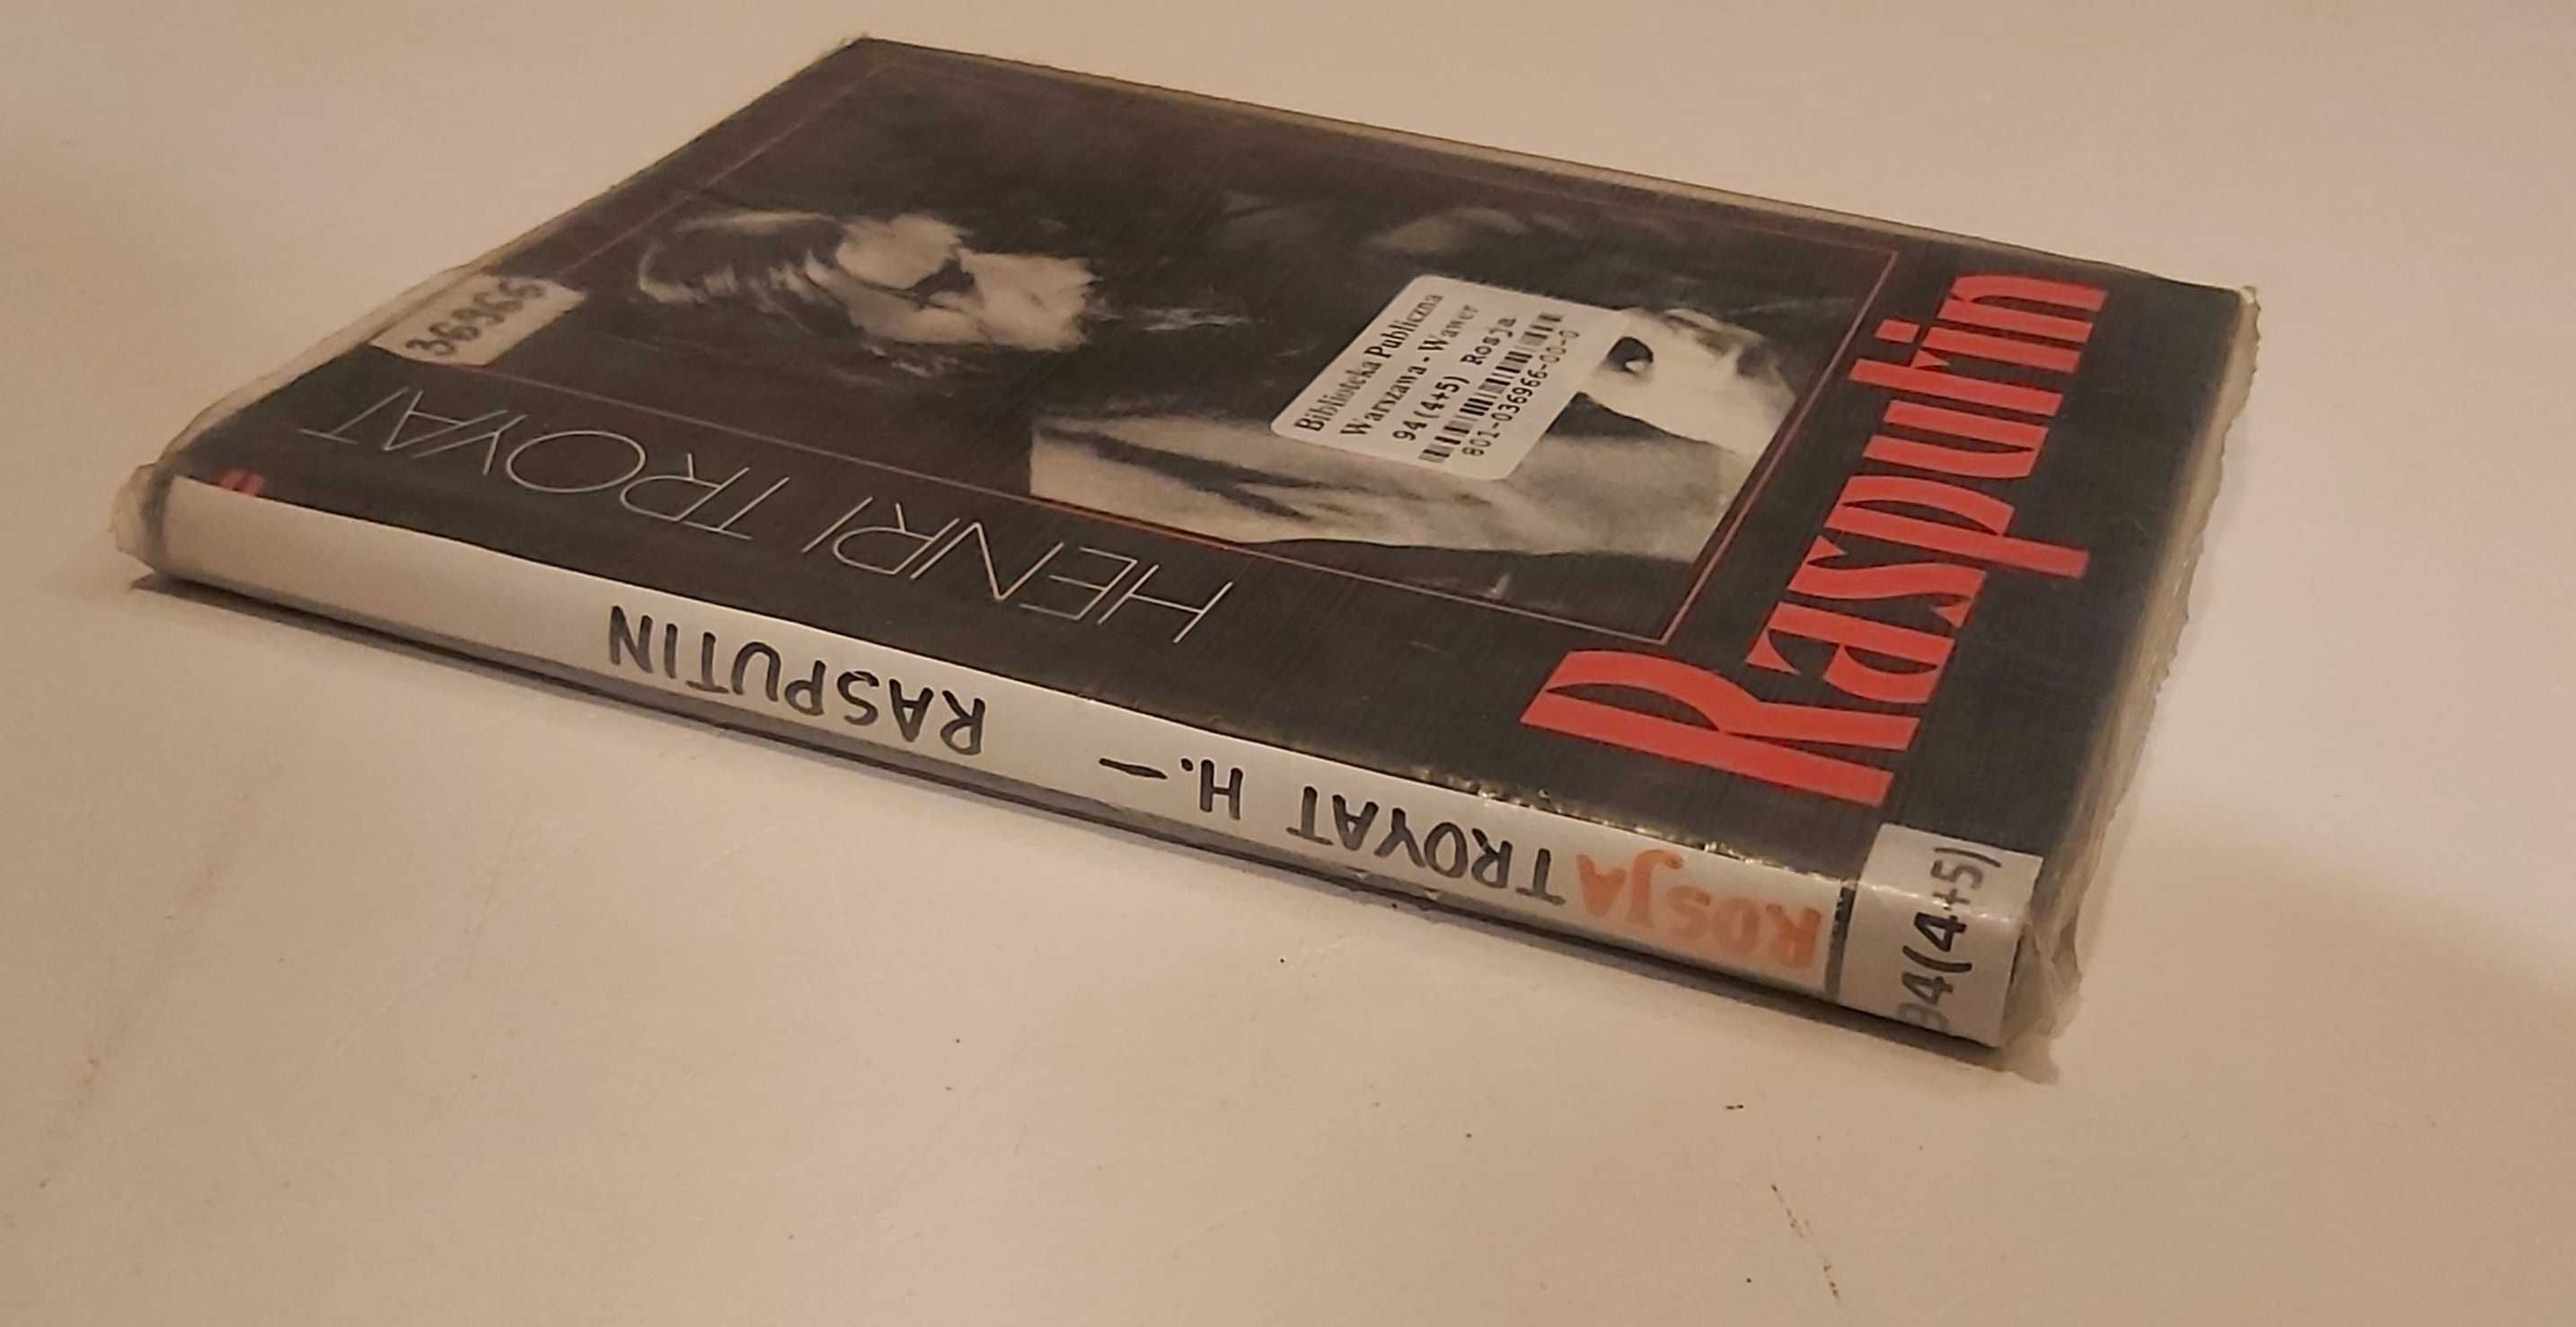 HENRI TROYAT
Rasputin
36966
Biblioteka Publiczna
Warszawa - Wawer
94(4+5) Rosja
801-036966-00-0
ROSJA TROYAT H. – RASPUTIN
94(4+5)